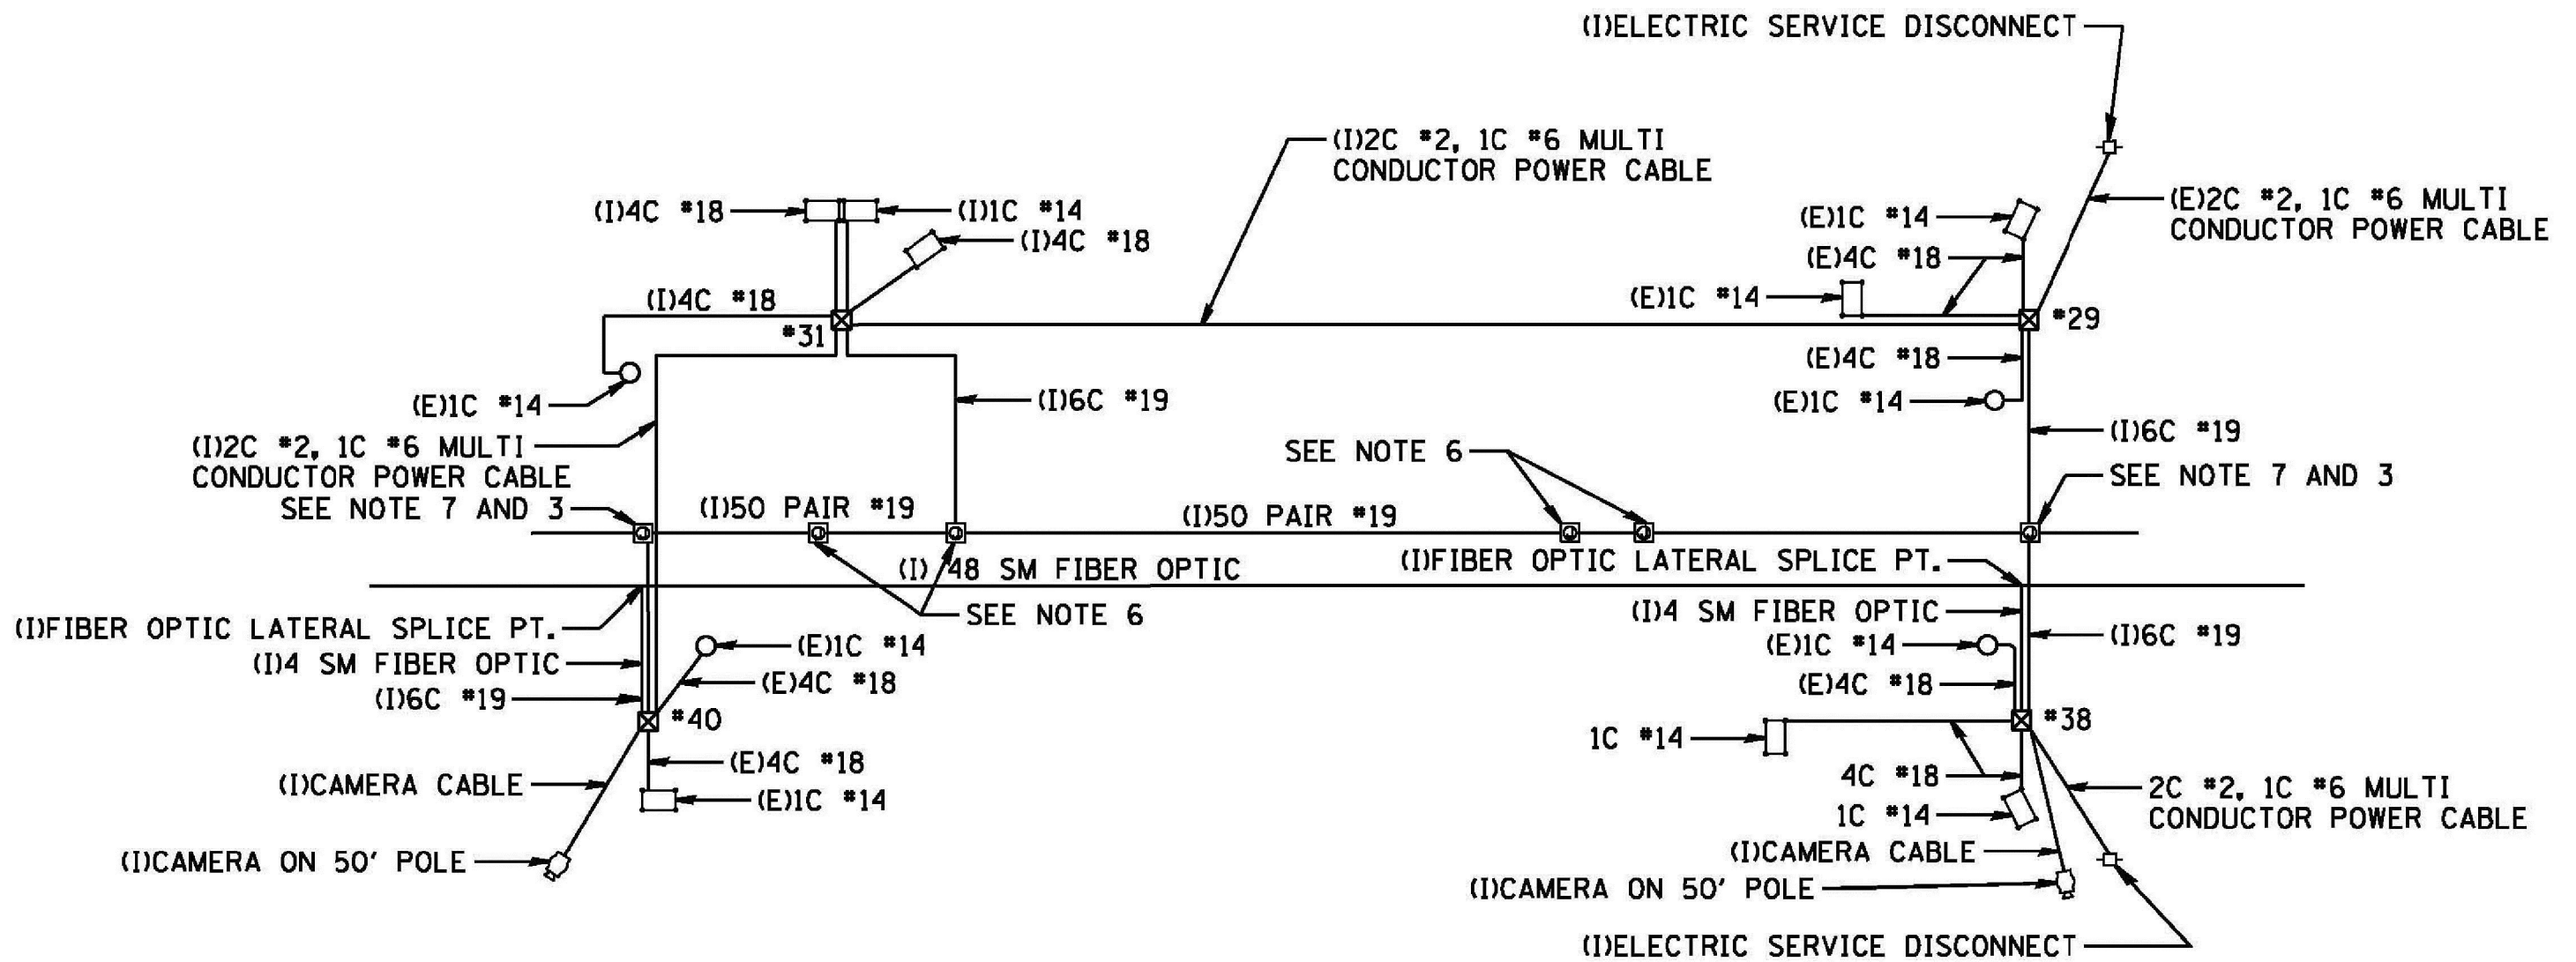 (I)ELECTRIC SERVICE DISCONNECT
(I)2C #2, 1C #6 MULTI
CONDUCTOR POWER CABLE
(I)4C #18
(I)1C #14
(I)4C #18
(E)1C #14
(E)2C #2, 1C #6 MULTI
CONDUCTOR POWER CABLE
(E)4C #18
(I)4C #18
(E)1C #14
#31
#29
(E)4C #18
(E)1C #14
(I)6C #19
(E)1C #14
(I)2C #2, 1C #6 MULTI
CONDUCTOR POWER CABLE
SEE NOTE 6
(I)6C #19
SEE NOTE 7 AND 3
SEE NOTE 7 AND 3
(I)50 PAIR #19
(I)50 PAIR #19
(I) 48 SM FIBER OPTIC
(I)FIBER OPTIC LATERAL SPLICE PT.
SEE NOTE 6
(I)4 SM FIBER OPTIC
(I)FIBER OPTIC LATERAL SPLICE PT.
(E)1C #14
(E)1C #14
(I)6C #19
(I)4 SM FIBER OPTIC
(E)4C #18
(E)4C #18
(I)6C #19
#40
#38
1C #14
(E)4C #18
4C #18
(I)CAMERA CABLE
(E)1C #14
2C #2, 1C #6 MULTI
CONDUCTOR POWER CABLE
1C #14
(I)CAMERA ON 50' POLE
(I)CAMERA CABLE
(I)CAMERA ON 50' POLE
(I)ELECTRIC SERVICE DISCONNECT